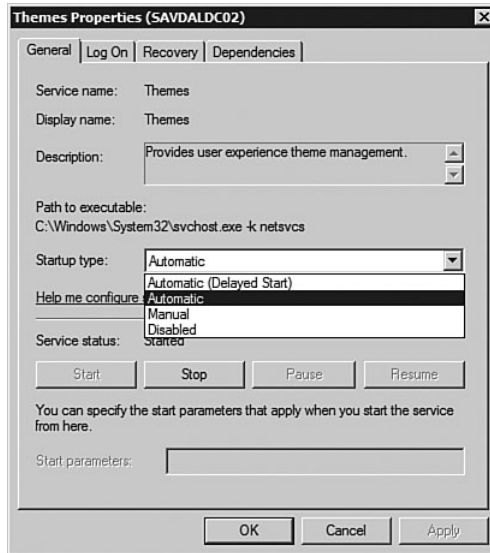 Themes Properties (SAVDALDC02)
General Log On Recovery Dependencies
Service name: Themes
Display name: Themes
Description: Provides user experience theme management.
Path to executable:
C:\Windows\System32\svchost.exe -k netsvcs
Startup type: Automatic
Automatic (Delayed Start)
Help me configure Automatic
Manual
Disabled
Service status: Started
Start Stop Pause Resume
You can specify the start parameters that apply when you start the service
from here.
Start parameters:
OK Cancel Apply